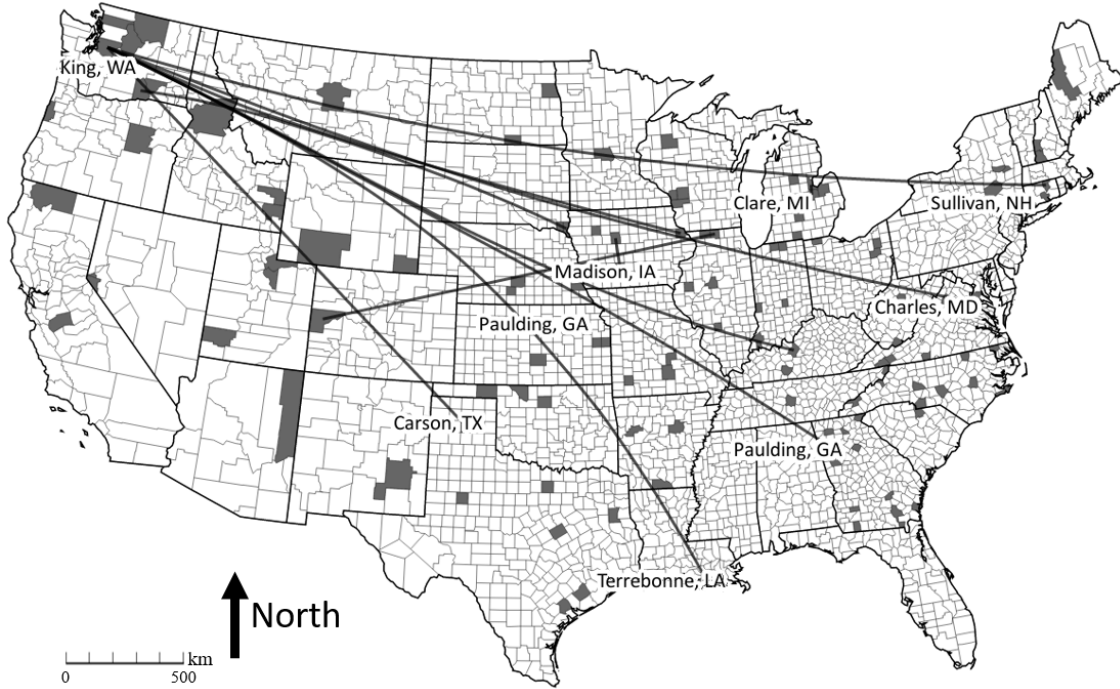 King, WA
Clare, MI
Sullivan, NH
Madison, IA
Charles, MD
Paulding, GA
Carson, TX
Paulding, GA
Terrebonne, LA
North
km
0 500